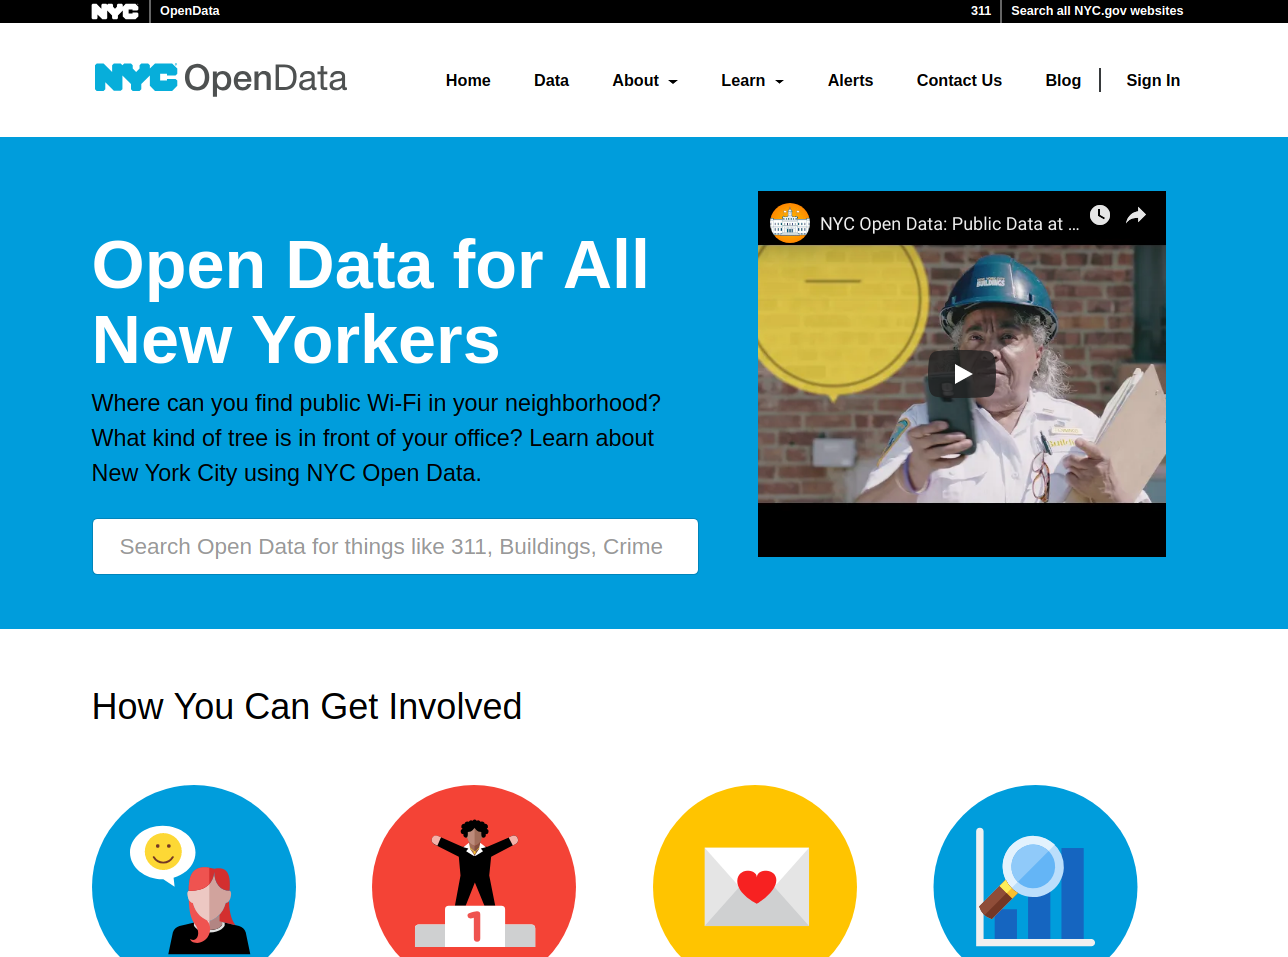 NYC OpenData 311 Search all NYC.gov websites
NYC OpenData Home Data About Learn Alerts Contact Us Blog Sign In
NYC Open Data: Public Data at ...
Open Data for All
New Yorkers
BUILDINGS
Where can you find public Wi-Fi in your neighborhood?
What kind of tree is in front of your office? Learn about
New York City using NYC Open Data.
Search Open Data for things like 311, Buildings, Crime
How You Can Get Involved
1